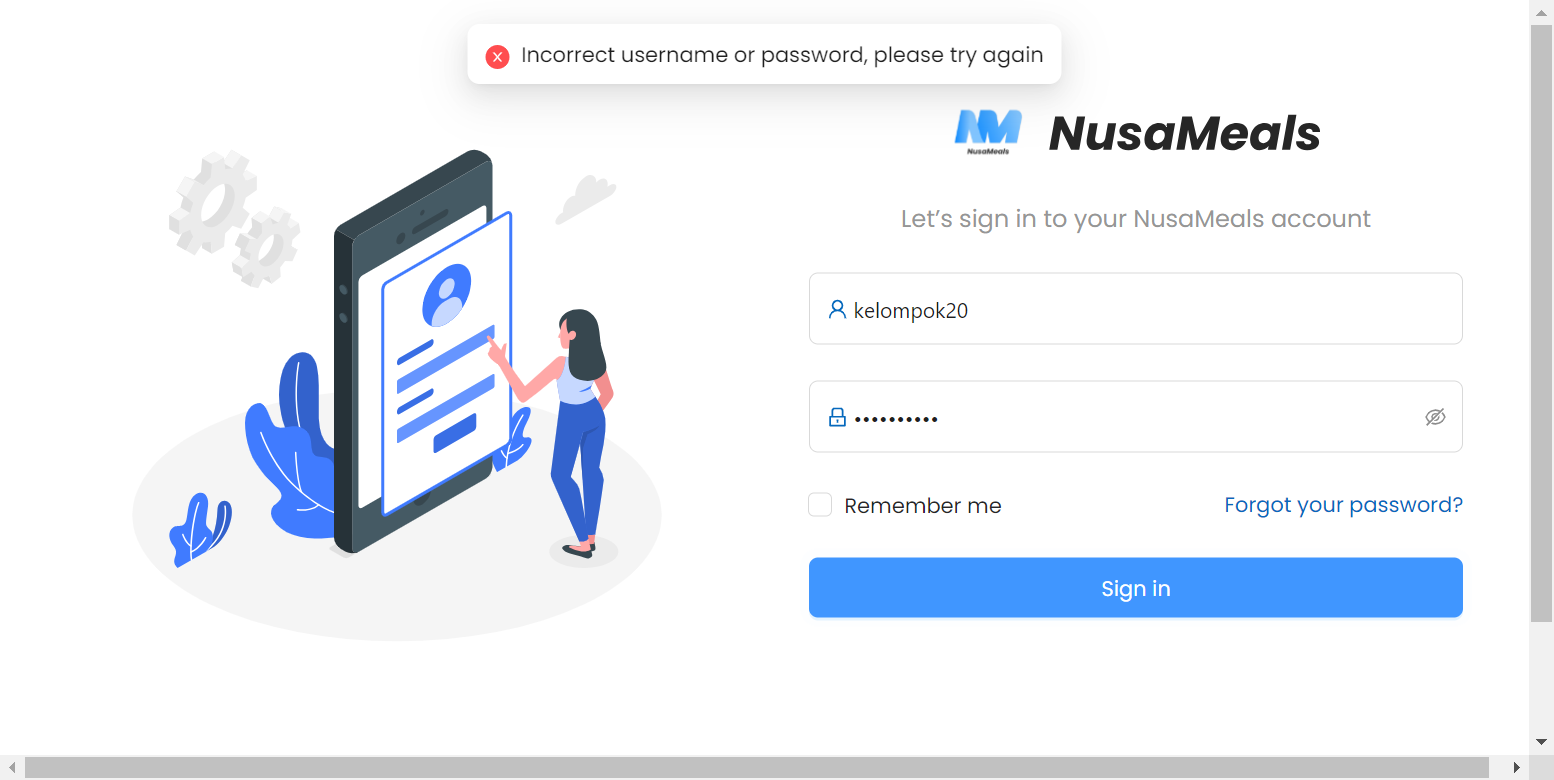 Incorrect username or password, please try again
NusaMeals
NusaMeals
Let’s sign in to your NusaMeals account
kelompok20
••••••••••
Remember me
Forgot your password?
Sign in